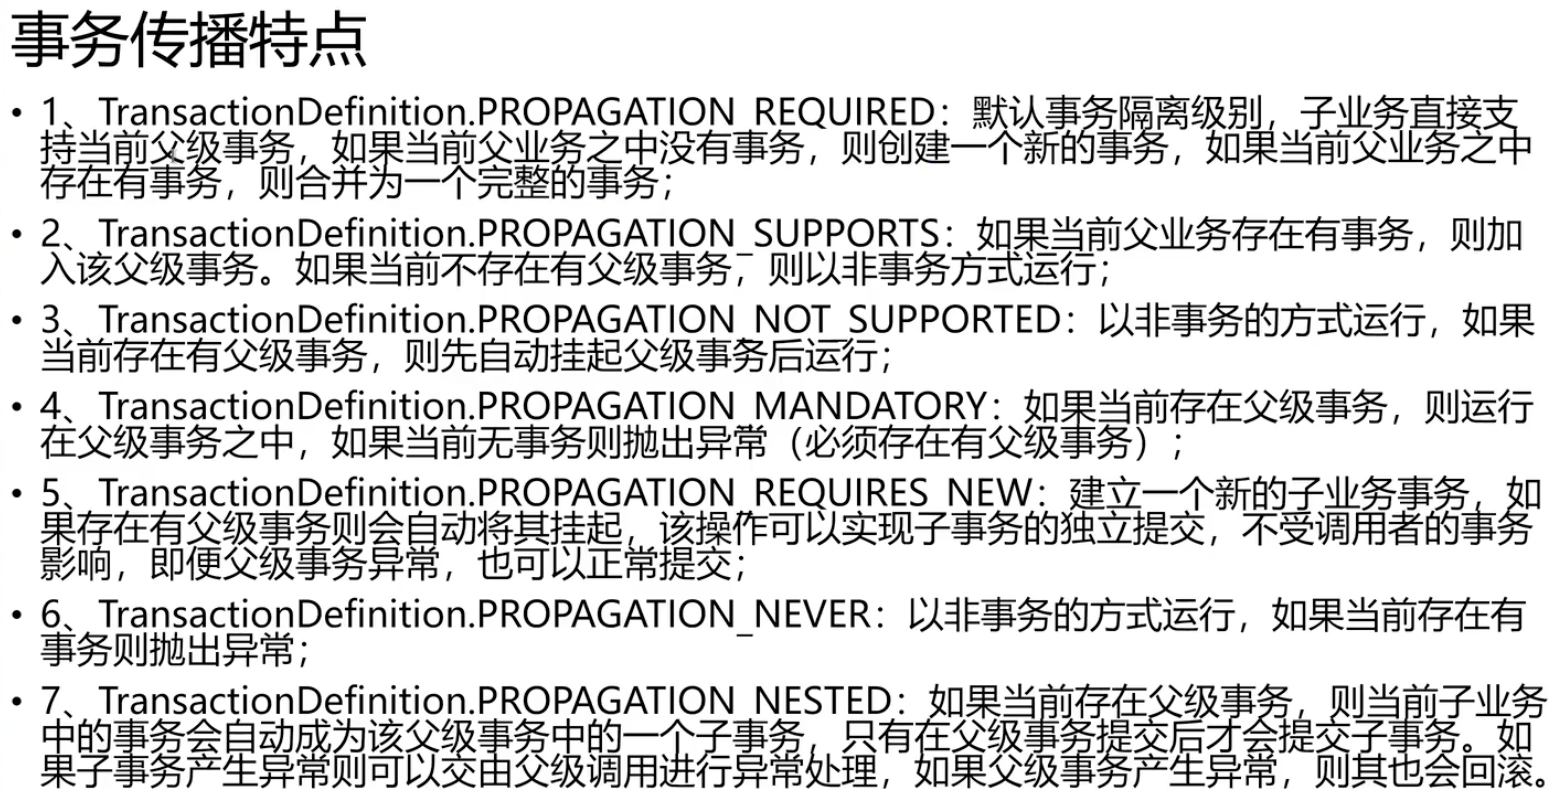 事务传播特点
• 1、TransactionDefinition.PROPAGATION_REQUIRED：默认事务隔离级别，子业务直接支
持当前父级事务，如果当前父业务之中没有事务，则创建一个新的事务，如果当前父业务之中
存在有事务，则合并为一个完整的事务；
• 2、TransactionDefinition.PROPAGATION_SUPPORTS：如果当前父业务存在有事务，则加
入该父级事务。如果当前不存在有父级事务，则以非事务方式运行；
• 3、TransactionDefinition.PROPAGATION_NOT_SUPPORTED：以非事务的方式运行，如果
当前存在有父级事务，则先自动挂起父级事务后运行；
• 4、TransactionDefinition.PROPAGATION_MANDATORY：如果当前存在父级事务，则运行
在父级事务之中，如果当前无事务则抛出异常（必须存在有父级事务）；
• 5、TransactionDefinition.PROPAGATION_REQUIRES_NEW：建立一个新的子业务事务，如
果存在有父级事务则会自动将其挂起，该操作可以实现子事务的独立提交，不受调用者的事务
影响，即便父级事务异常，也可以正常提交；
• 6、TransactionDefinition.PROPAGATION_NEVER：以非事务的方式运行，如果当前存在有
事务则抛出异常；
• 7、TransactionDefinition.PROPAGATION_NESTED：如果当前存在父级事务，则当前子业务
中的事务会自动成为该父级事务中的一个子事务，只有在父级事务提交后才会提交子事务。如
果子事务产生异常则可以交由父级调用进行异常处理，如果父级事务产生异常，则其也会回滚。